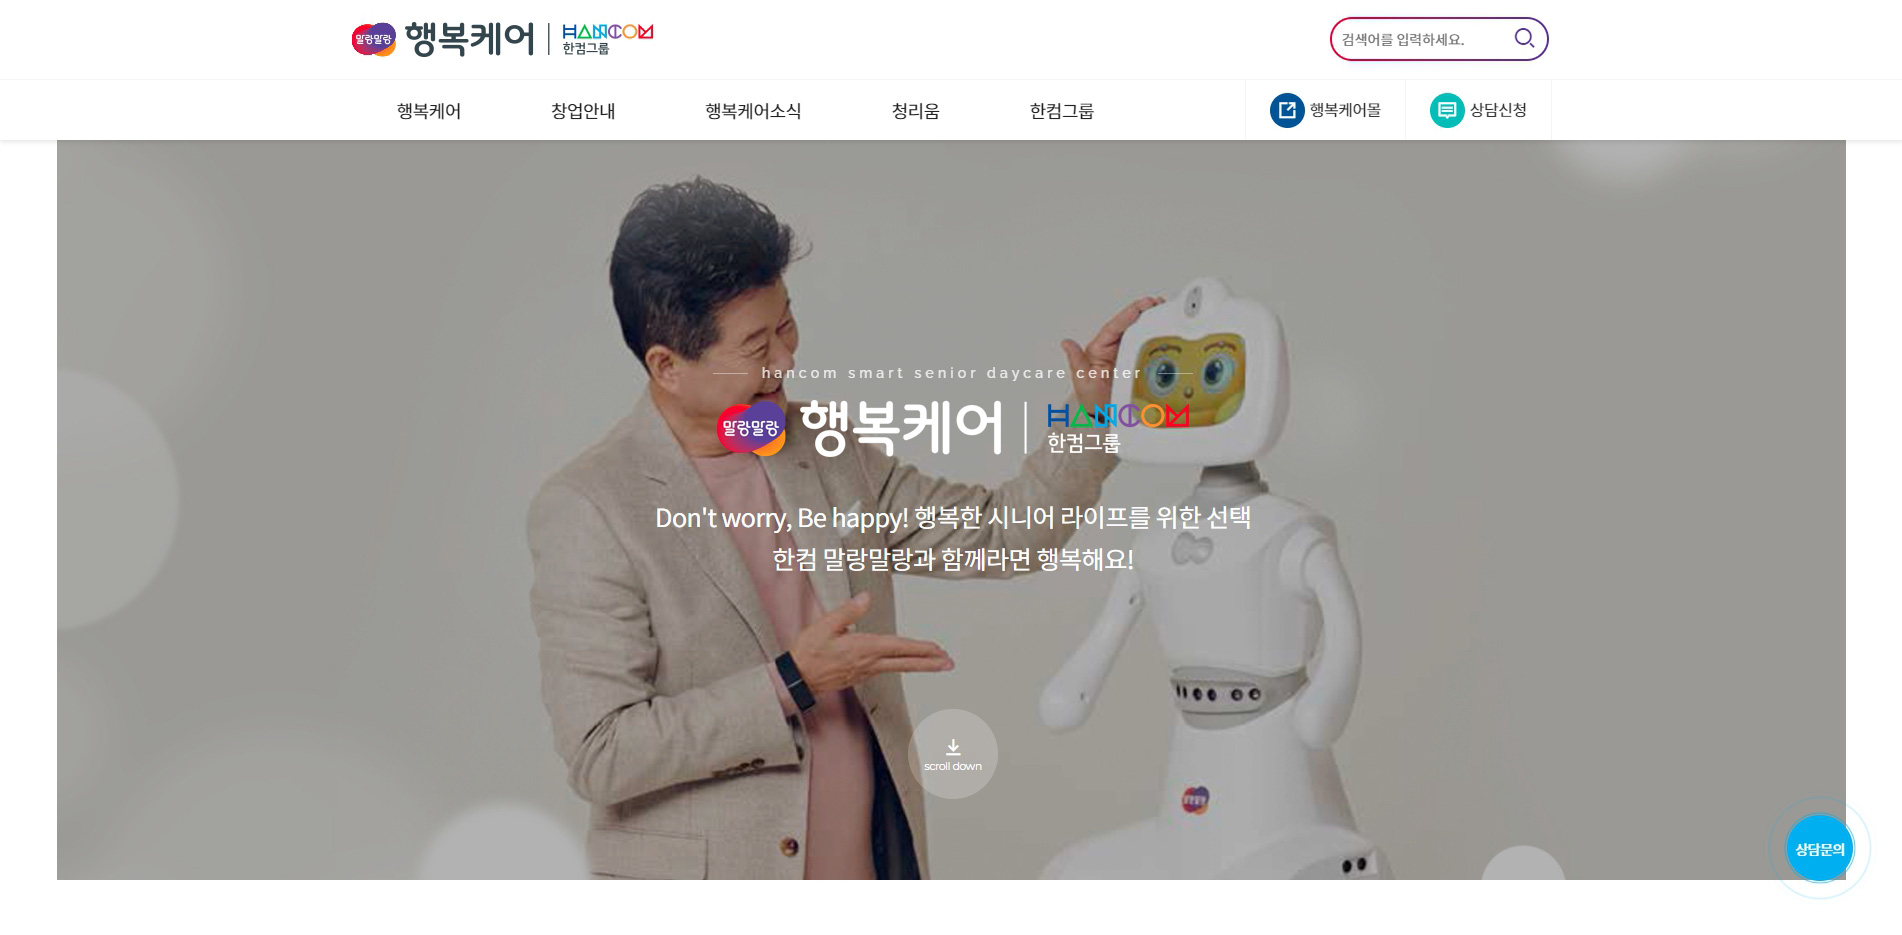 말랑말랑 행복케어 HANCOM 한컴그룹
검색어를 입력하세요.
행복케어 창업안내 행복케어소식 청리움 한컴그룹 행복케어몰 상담신청
hancom smart senior daycare center
말랑말랑 행복케어 HANCOM 한컴그룹
Don't worry, Be happy! 행복한 시니어 라이프를 위한 선택
한컴 말랑말랑과 함께라면 행복해요!
scroll down
상담문의